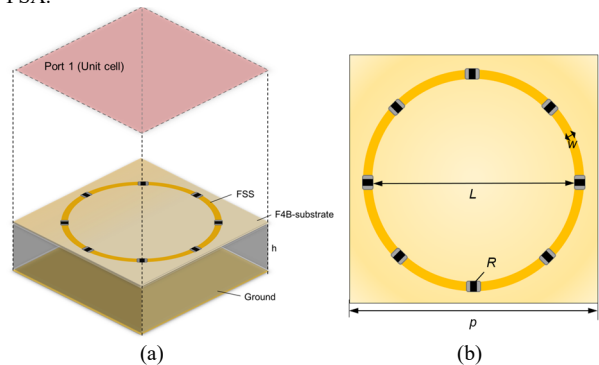 FSA.
Port 1 (Unit cell)
FSS
F4B-substrate
h
Ground
(a)
w
L
R
p
(b)